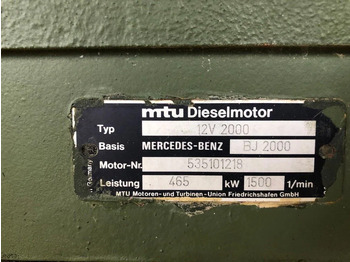 mtu Dieselmotor
Typ 12V 2000
Basis MERCEDES-BENZ BJ 2000
Motor-Nr. 535101218
Leistung 465 kW 1500 1/min
MTU Motoren- und Turbinen-Union Friedrichshafen GmbH
Germany